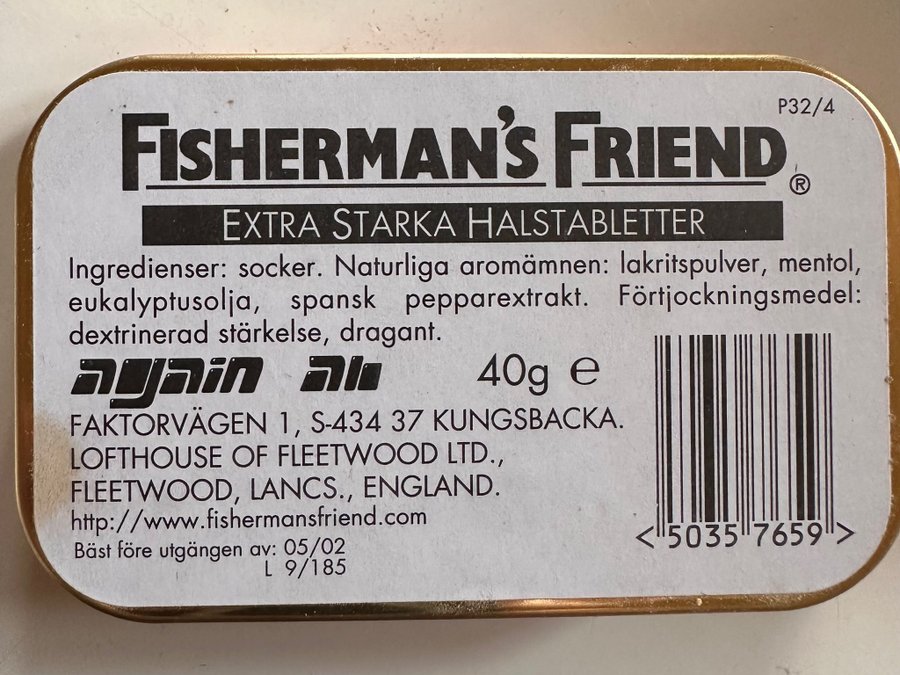 P32/4
FISHERMAN'S FRIEND®
EXTRA STARKA HALSTABLETTER
Ingredienser: socker. Naturliga aromämnen: lakritspulver, mentol,
eukalyptusolja, spansk pepparextrakt. Förtjockningsmedel:
dextrinerad stärkelse, dragant.
again ab 40g e
FAKTORVÄGEN 1, S-434 37 KUNGSBACKA.
LOFTHOUSE OF FLEETWOOD LTD.,
FLEETWOOD, LANCS., ENGLAND.
http://www.fishermansfriend.com
Bäst före utgången av: 05/02
L 9/185
<5035 7659>